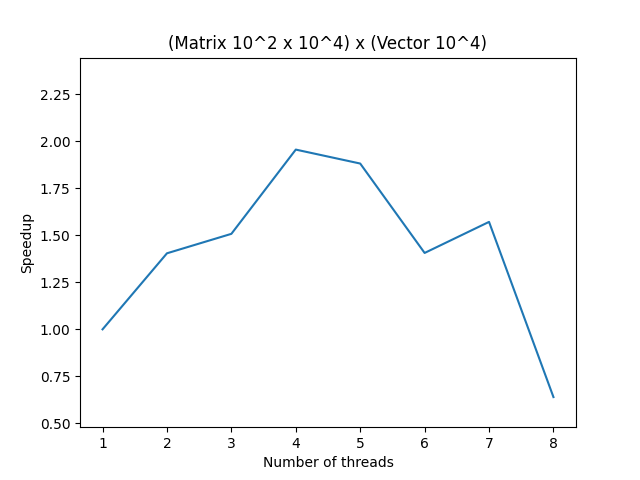 (Matrix 10^2 x 10^4) x (Vector 10^4)
2.25
2.00
1.75
1.50
1.25
1.00
0.75
0.50
Speedup
1 2 3 4 5 6 7 8
Number of threads